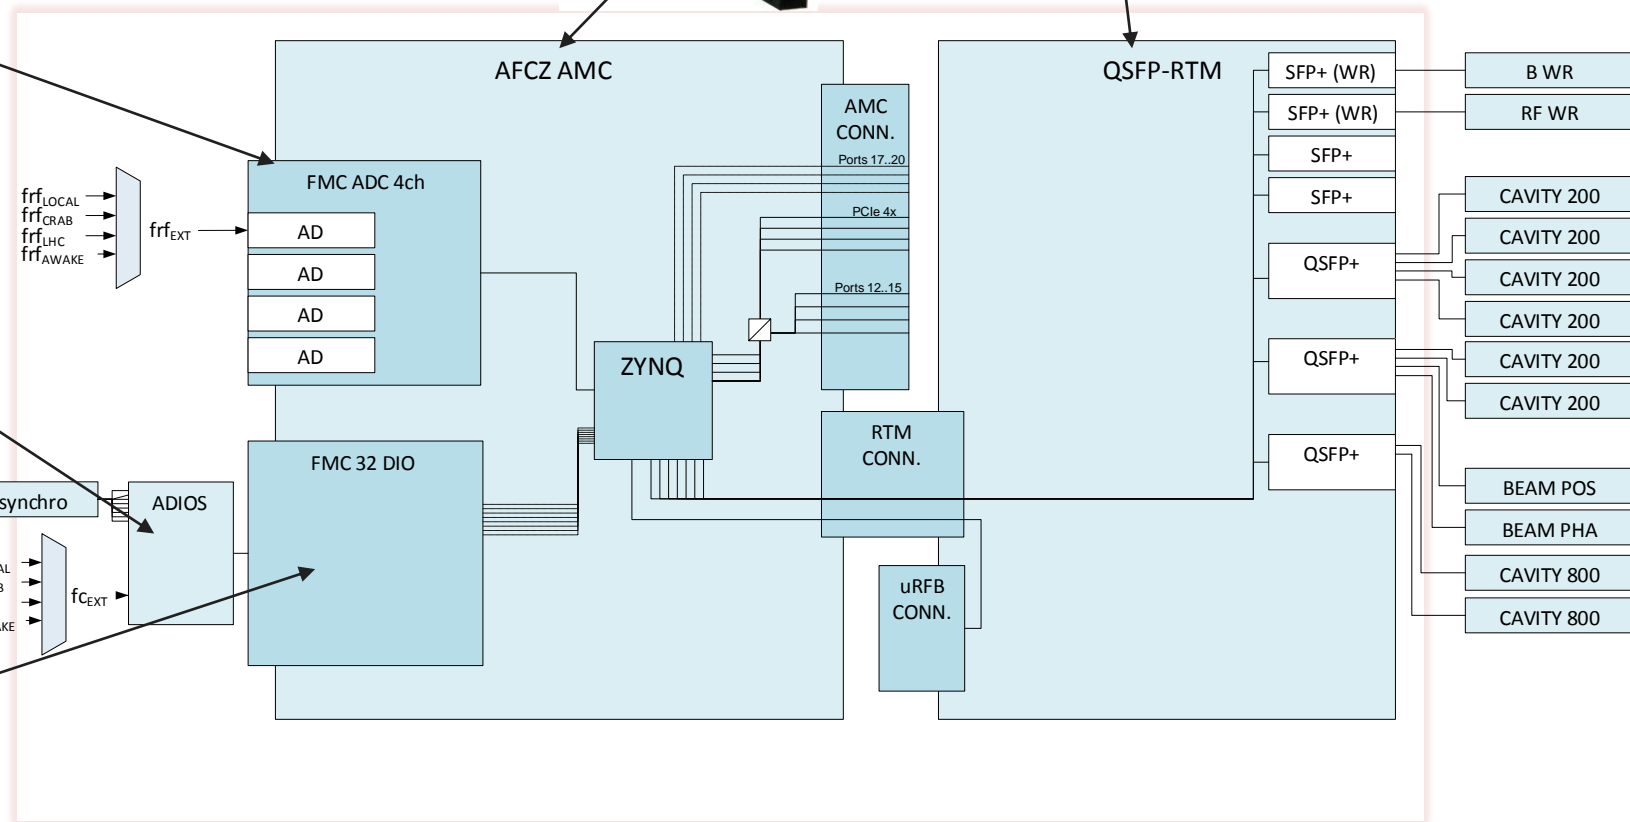 AFCZ AMC
QSFP-RTM
AMC
CONN.
Ports 17..20
PCIe 4x
Ports 12..15
FMC ADC 4ch
AD
AD
AD
AD
frfLOCAL
frfCRAB
frfLHC
frfAWAKE
frfEXT
ZYNQ
RTM
CONN.
FMC 32 DIO
synchro
ADIOS
AL
B
AKE
fcEXT
uRFB
CONN.
SFP+ (WR)
SFP+ (WR)
SFP+
SFP+
QSFP+
QSFP+
QSFP+
B WR
RF WR
CAVITY 200
CAVITY 200
CAVITY 200
CAVITY 200
CAVITY 200
CAVITY 200
BEAM POS
BEAM PHA
CAVITY 800
CAVITY 800